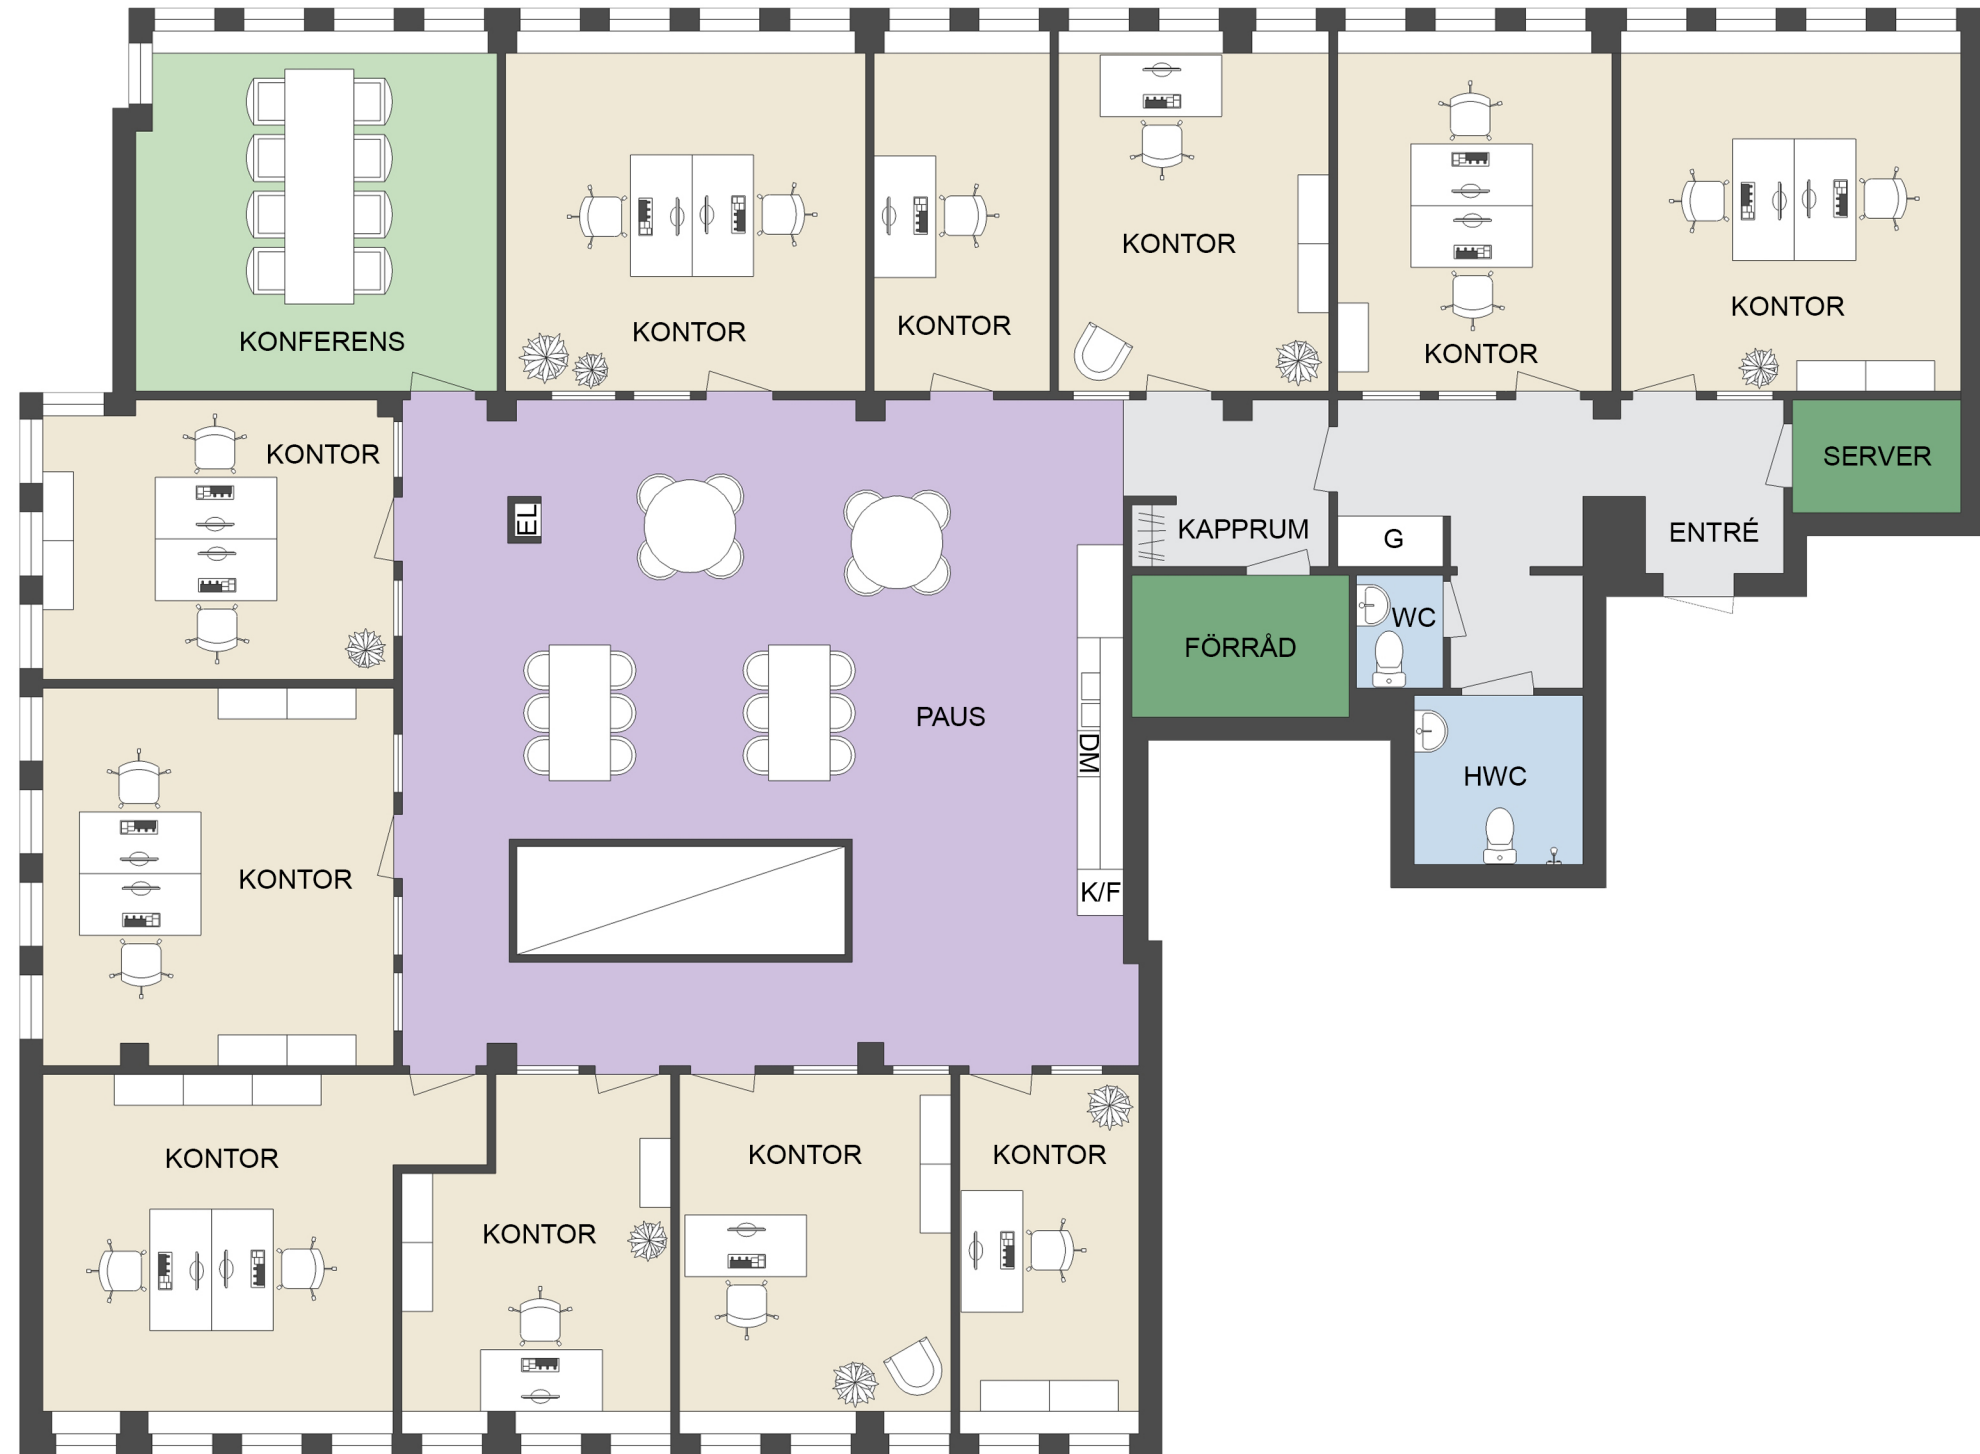 KONTOR
KONTOR
KONTOR
KONTOR
KONFERENS
KONTOR
KONTOR
KONTOR
SERVER
EL
KAPPRUM
G
ENTRÉ
WC
FÖRRÅD
PAUS
DM
HWC
KONTOR
K/F
KONTOR
KONTOR
KONTOR
KONTOR